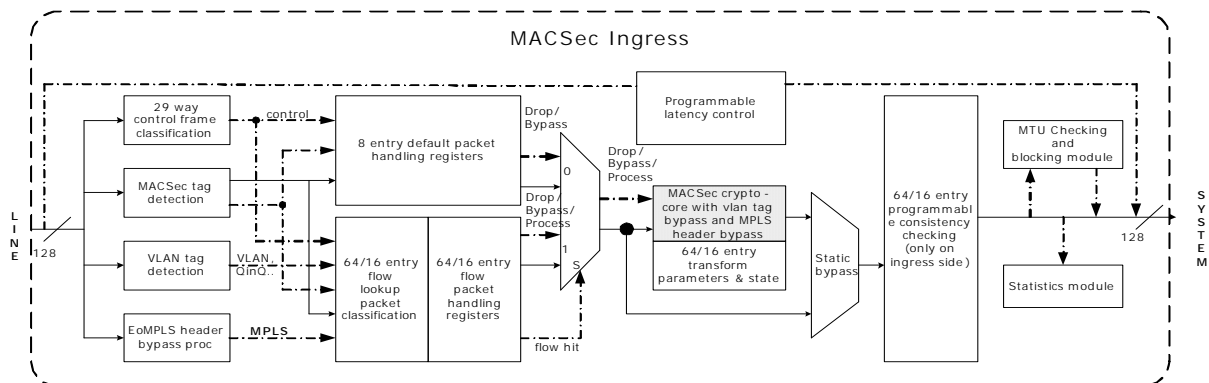 MACSec Ingress
29 way
control frame
classification
control
8 entry default packet
handling registers
Drop/
Bypass
Programmable
latency control
MTU Checking
and
blocking module
MACSec tag
detection
0
Drop/
Bypass/
Process
Drop/
Bypass/
Process
MACSec crypto -
core with vlan tag
bypass and MPLS
header bypass
64/16 entry
transform
parameters & state
64/16 entry
programmabl
e consistency
checking
(only on
ingress side)
L
I
N
E
128
VLAN tag
detection
VLAN,
QinQ..
64/16 entry
flow
lookup
packet
classification
64/16 entry
flow
packet
handling
registers
1
S
Static
bypass
128
S
Y
S
T
E
M
Statistics module
EoMPLS header
bypass proc
MPLS
flow hit